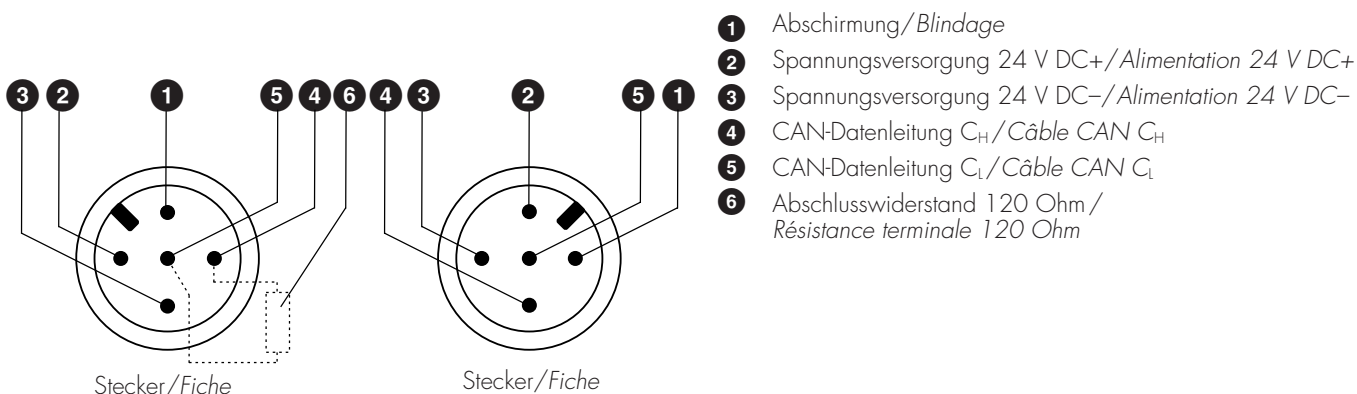 1 Abschirmung/Blindage
2 Spannungsversorgung 24 V DC+/Alimentation 24 V DC+
3 Spannungsversorgung 24 V DC–/Alimentation 24 V DC–
4 CAN-Datenleitung CH/Câble CAN CH
5 CAN-Datenleitung CL/Câble CAN CL
6 Abschlusswiderstand 120 Ohm/
Résistance terminale 120 Ohm
3 2 1 5 4 6 4 3 2 5 1
Stecker/Fiche Stecker/Fiche